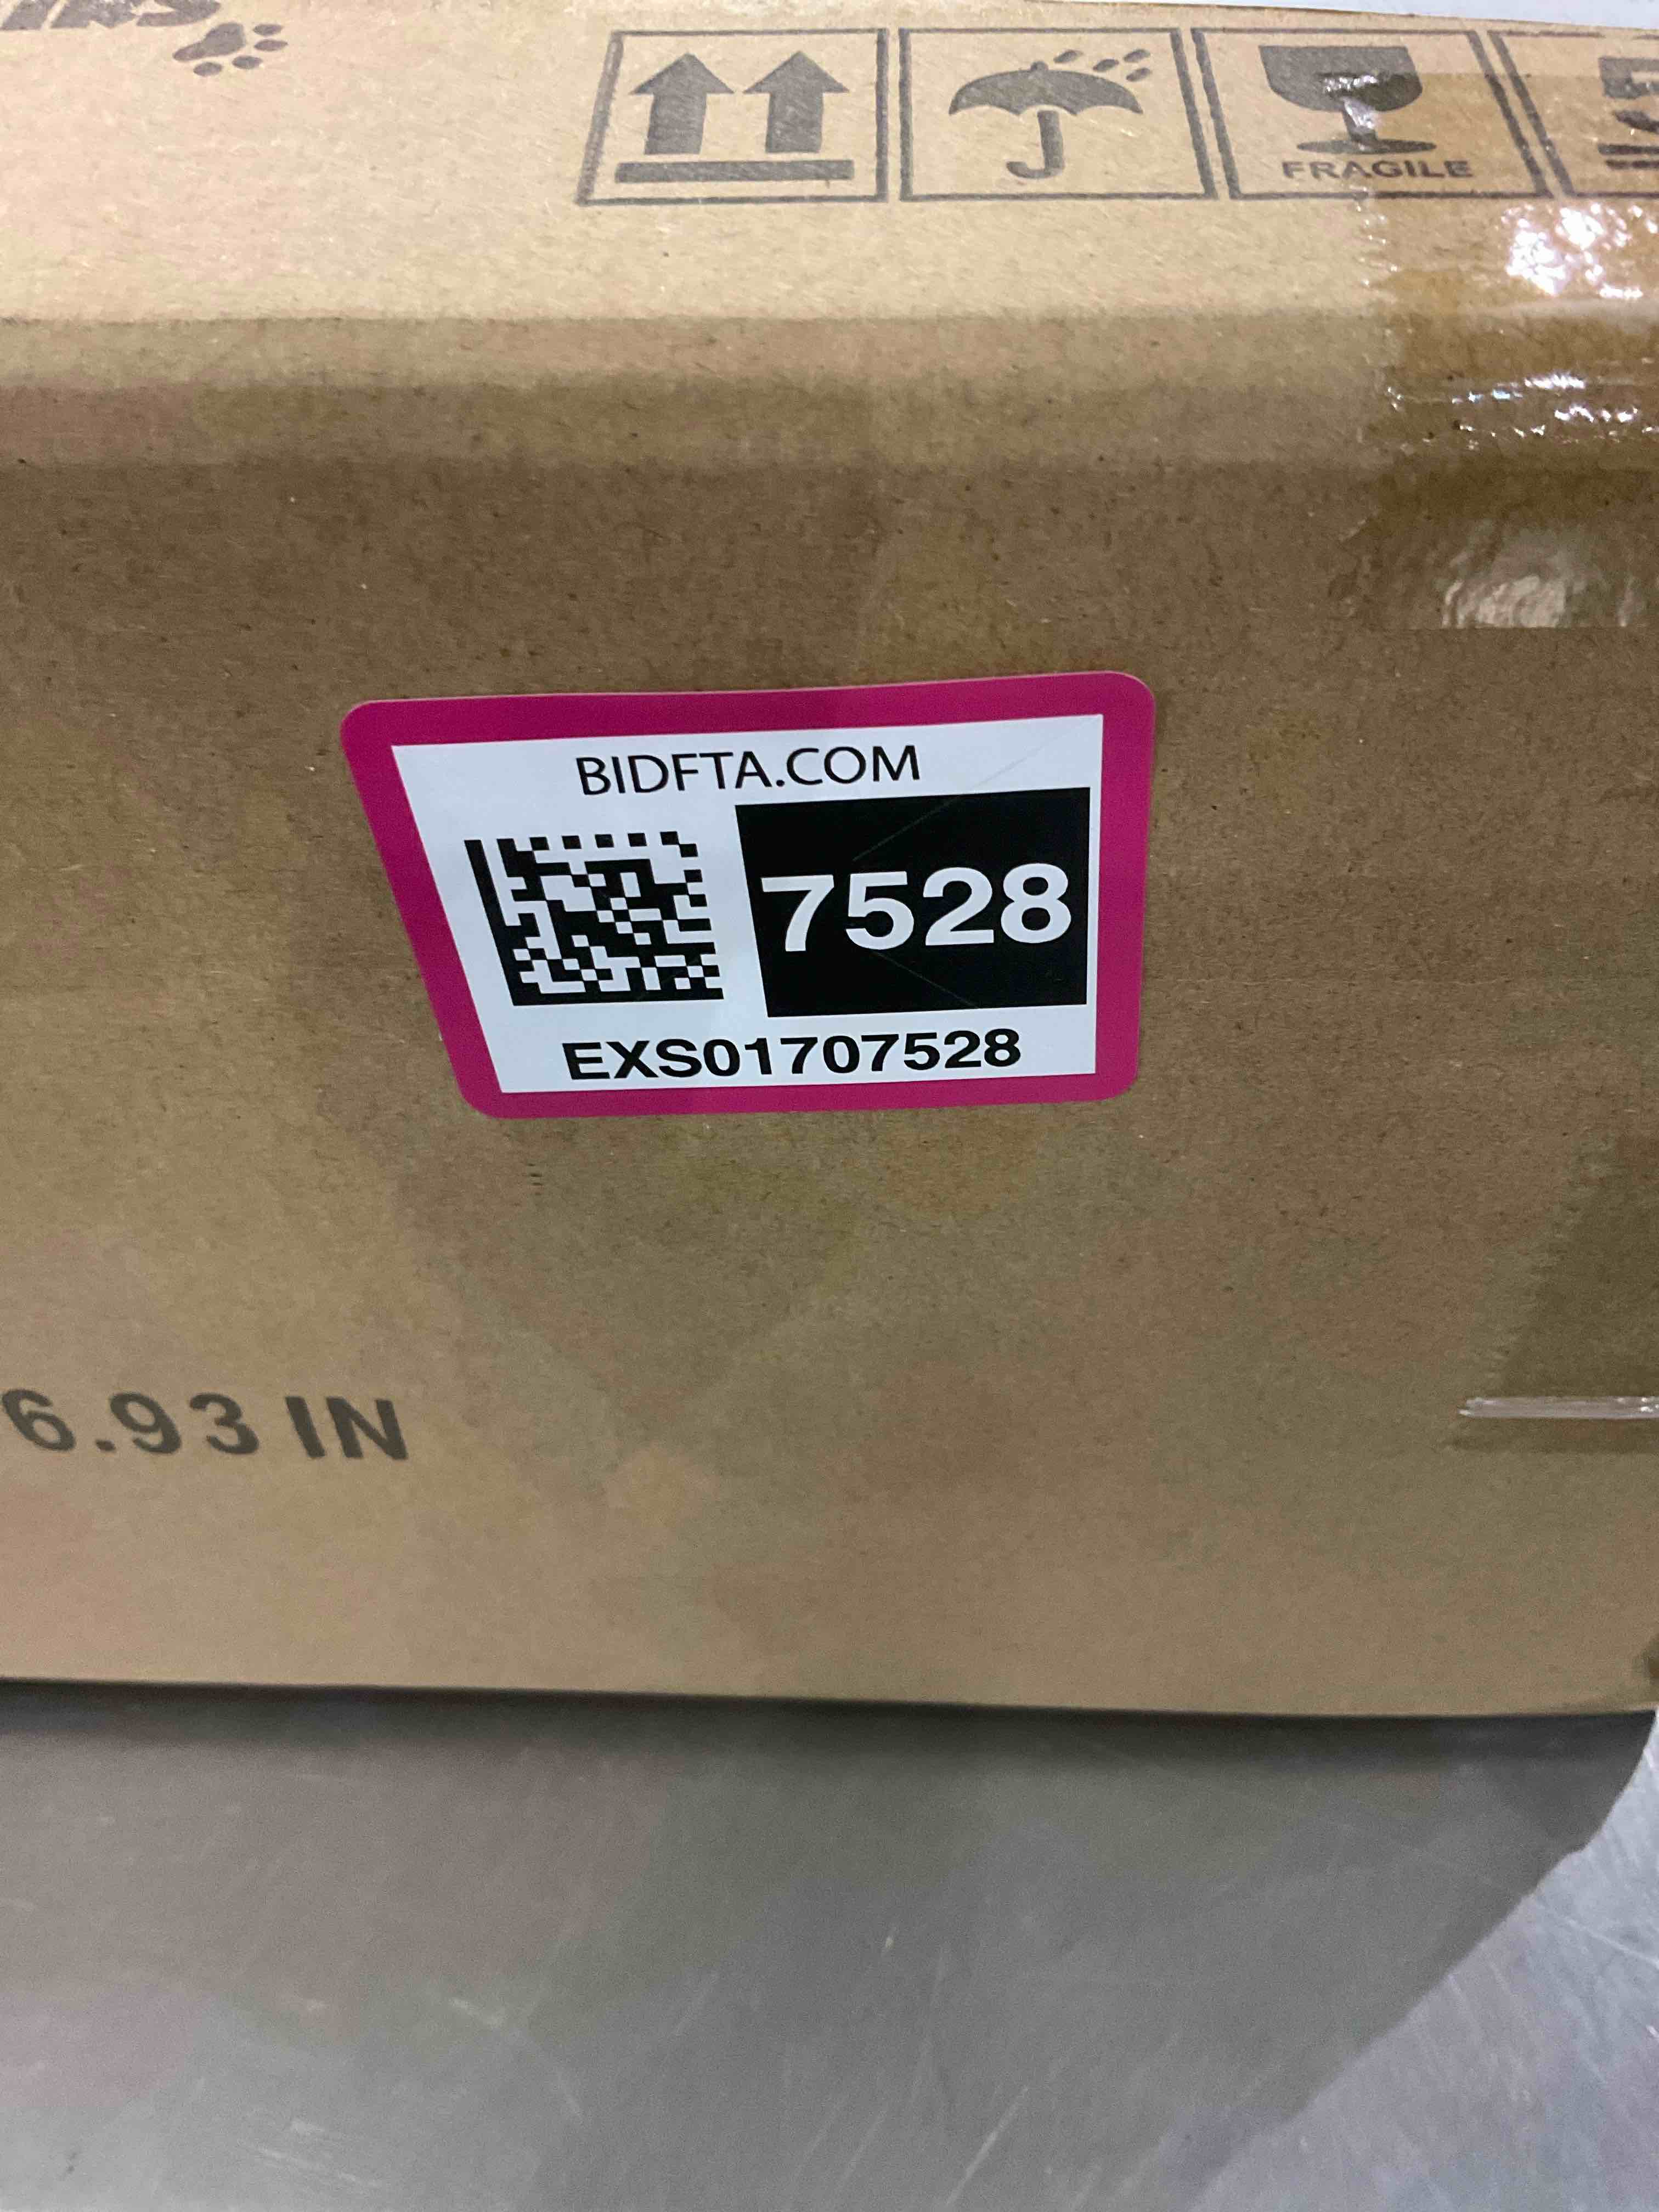 FRAGILE
BIDFTA.COM
7528
EXS01707528
6.93 IN